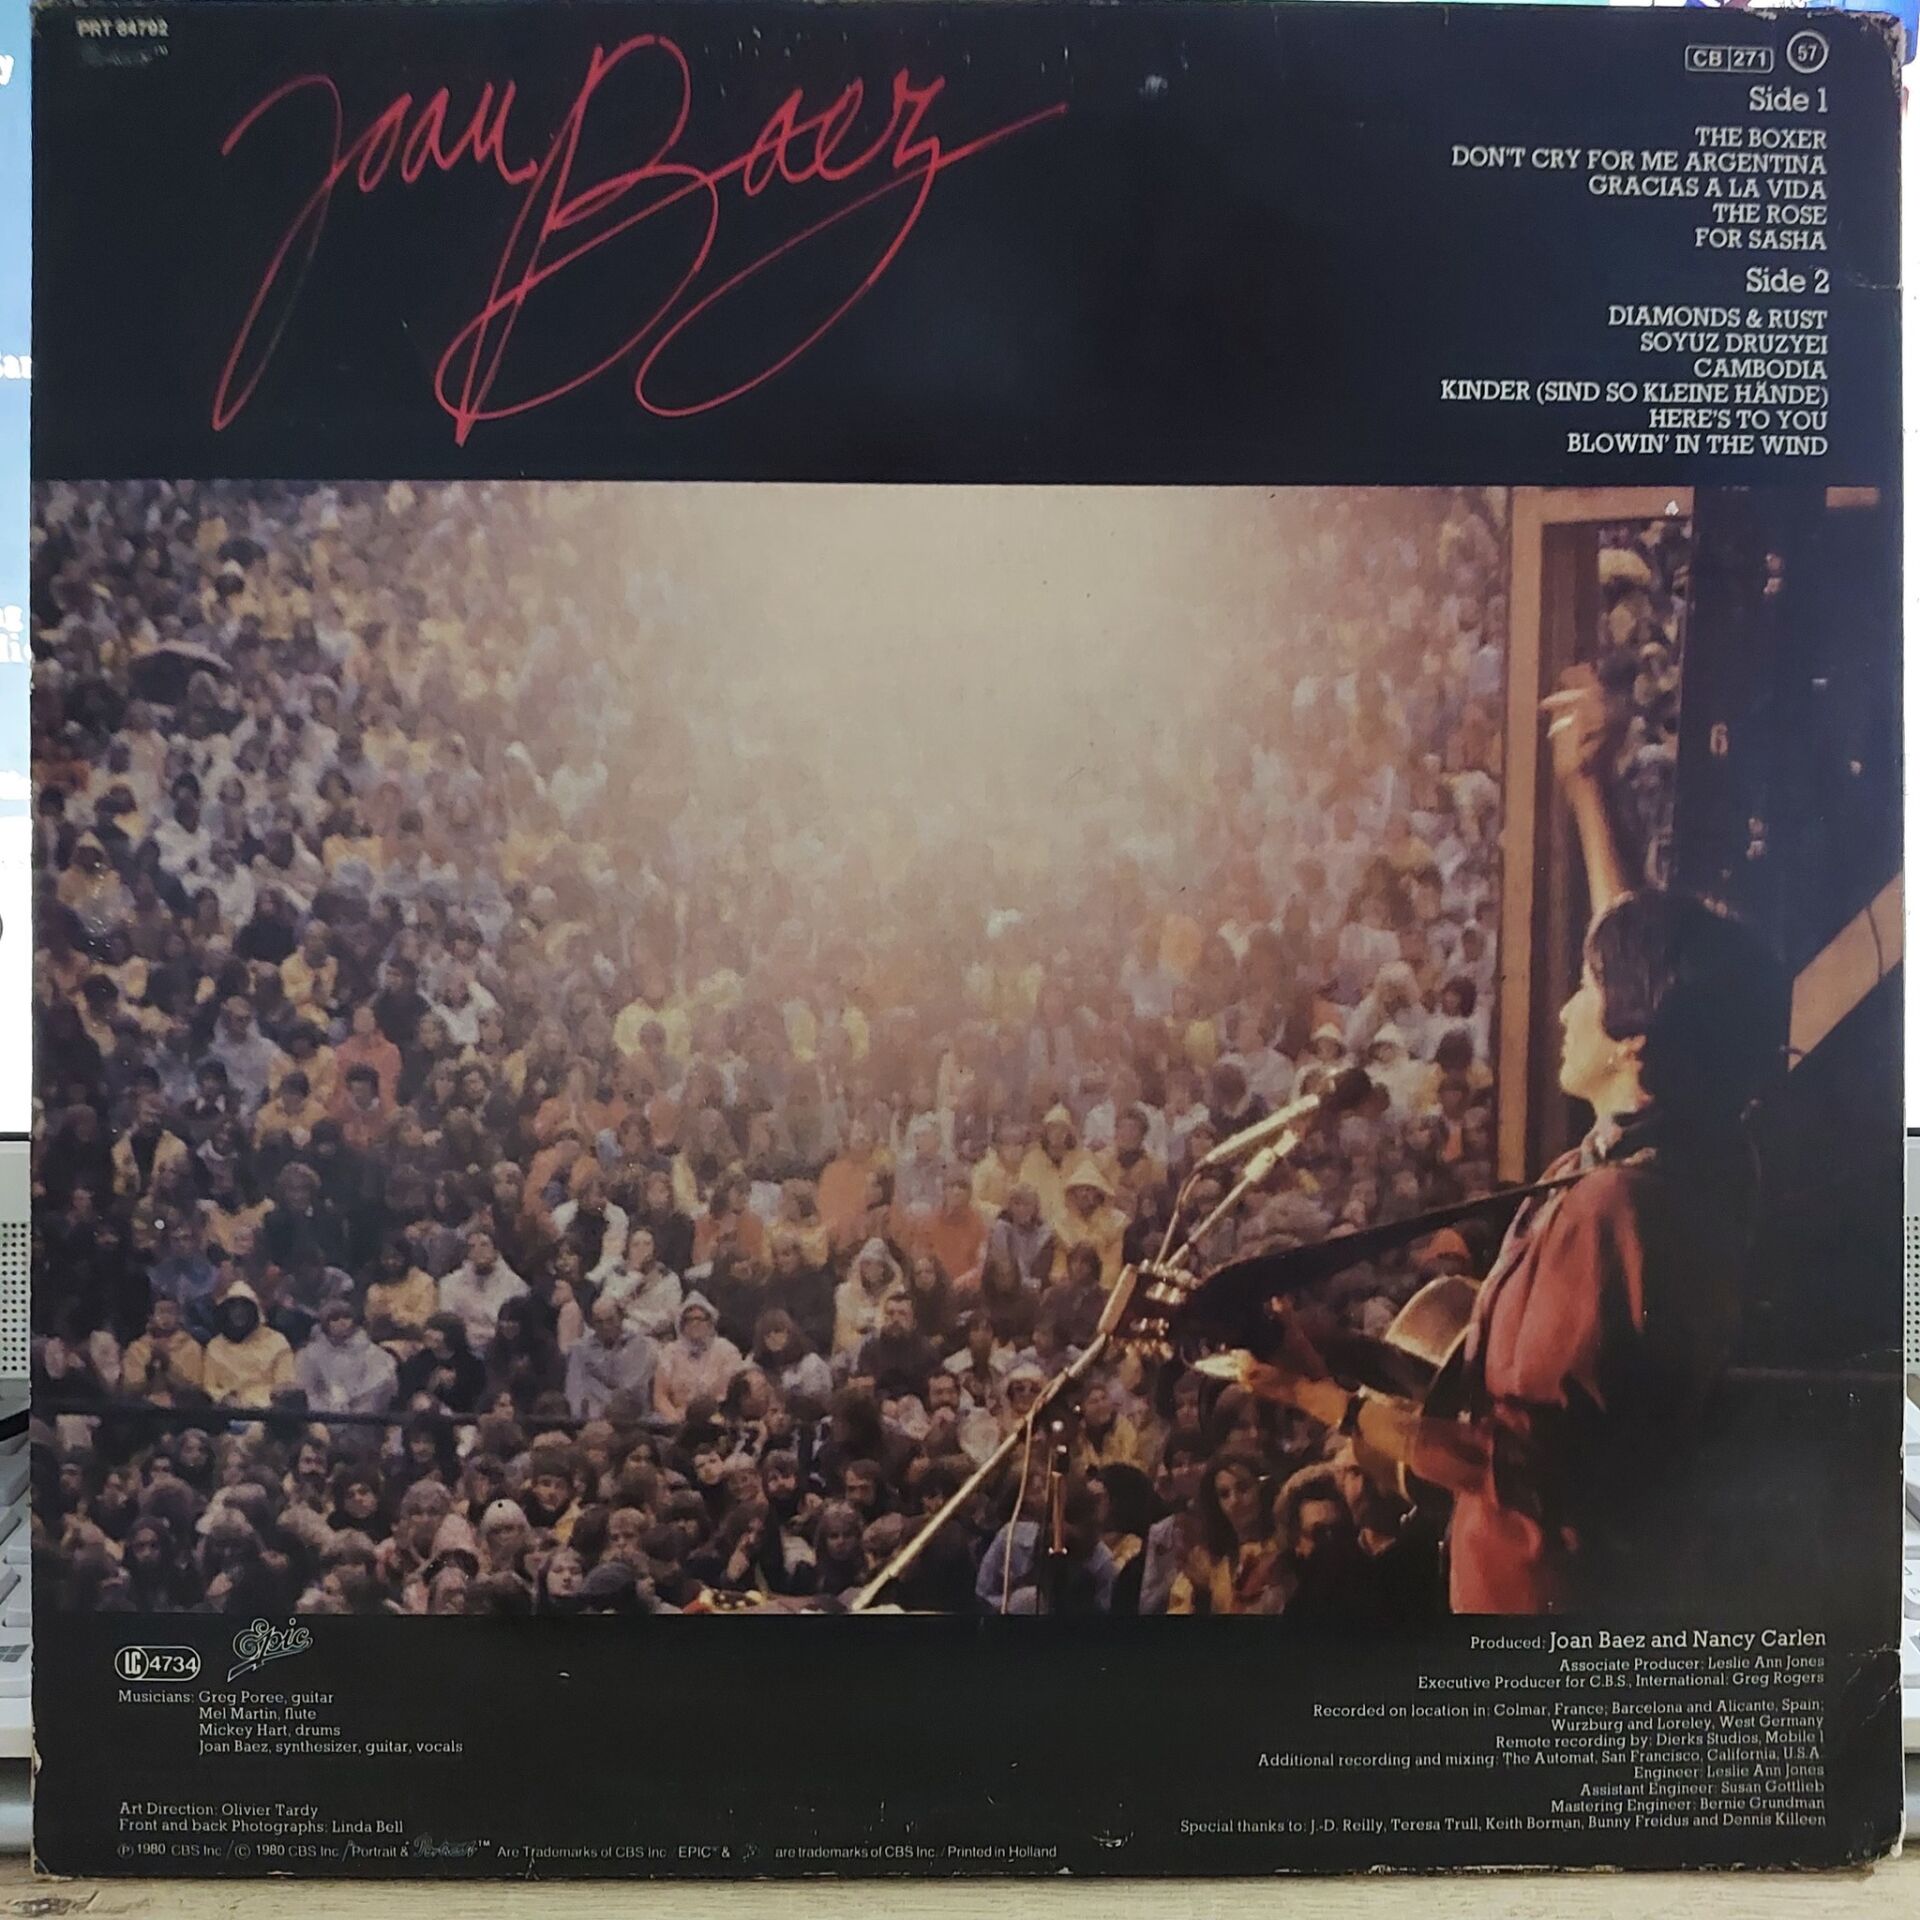 PRT 84792
Joan Baez
CB 271 57
Side 1
THE BOXER
DON'T CRY FOR ME ARGENTINA
GRACIAS A LA VIDA
THE ROSE
FOR SASHA
Side 2
DIAMONDS & RUST
SOYUZ DRUZYEI
CAMBODIA
KINDER (SIND SO KLEINE HÄNDE)
HERE'S TO YOU
BLOWIN' IN THE WIND
6
LC 4734
Epic
Musicians: Greg Poree, guitar
Mel Martin, flute
Mickey Hart, drums
Joan Baez, synthesizer, guitar, vocals
Art Direction: Olivier Tardy
Front and back Photographs: Linda Bell
Ⓟ 1980 CBS Inc / © 1980 CBS Inc / Portrait & Portrait ™ Are Trademarks of CBS Inc EPIC & are trademarks of CBS Inc. / Printed in Holland
Produced: Joan Baez and Nancy Carlen
Associate Producer: Leslie Ann Jones
Executive Producer for C.B.S., International: Greg Rogers
Recorded on location in: Colmar, France; Barcelona and Alicante, Spain;
Wurzburg and Loreley, West Germany
Remote recording by: Dierks Studios, Mobile 1
Additional recording and mixing: The Automat, San Francisco, California, U.S.A.
Engineer: Leslie Ann Jones
Assistant Engineer: Susan Gottlieb
Mastering Engineer: Bernie Grundman
Special thanks to: J.-D. Reilly, Teresa Trull, Keith Borman, Bunny Freidus and Dennis Killeen